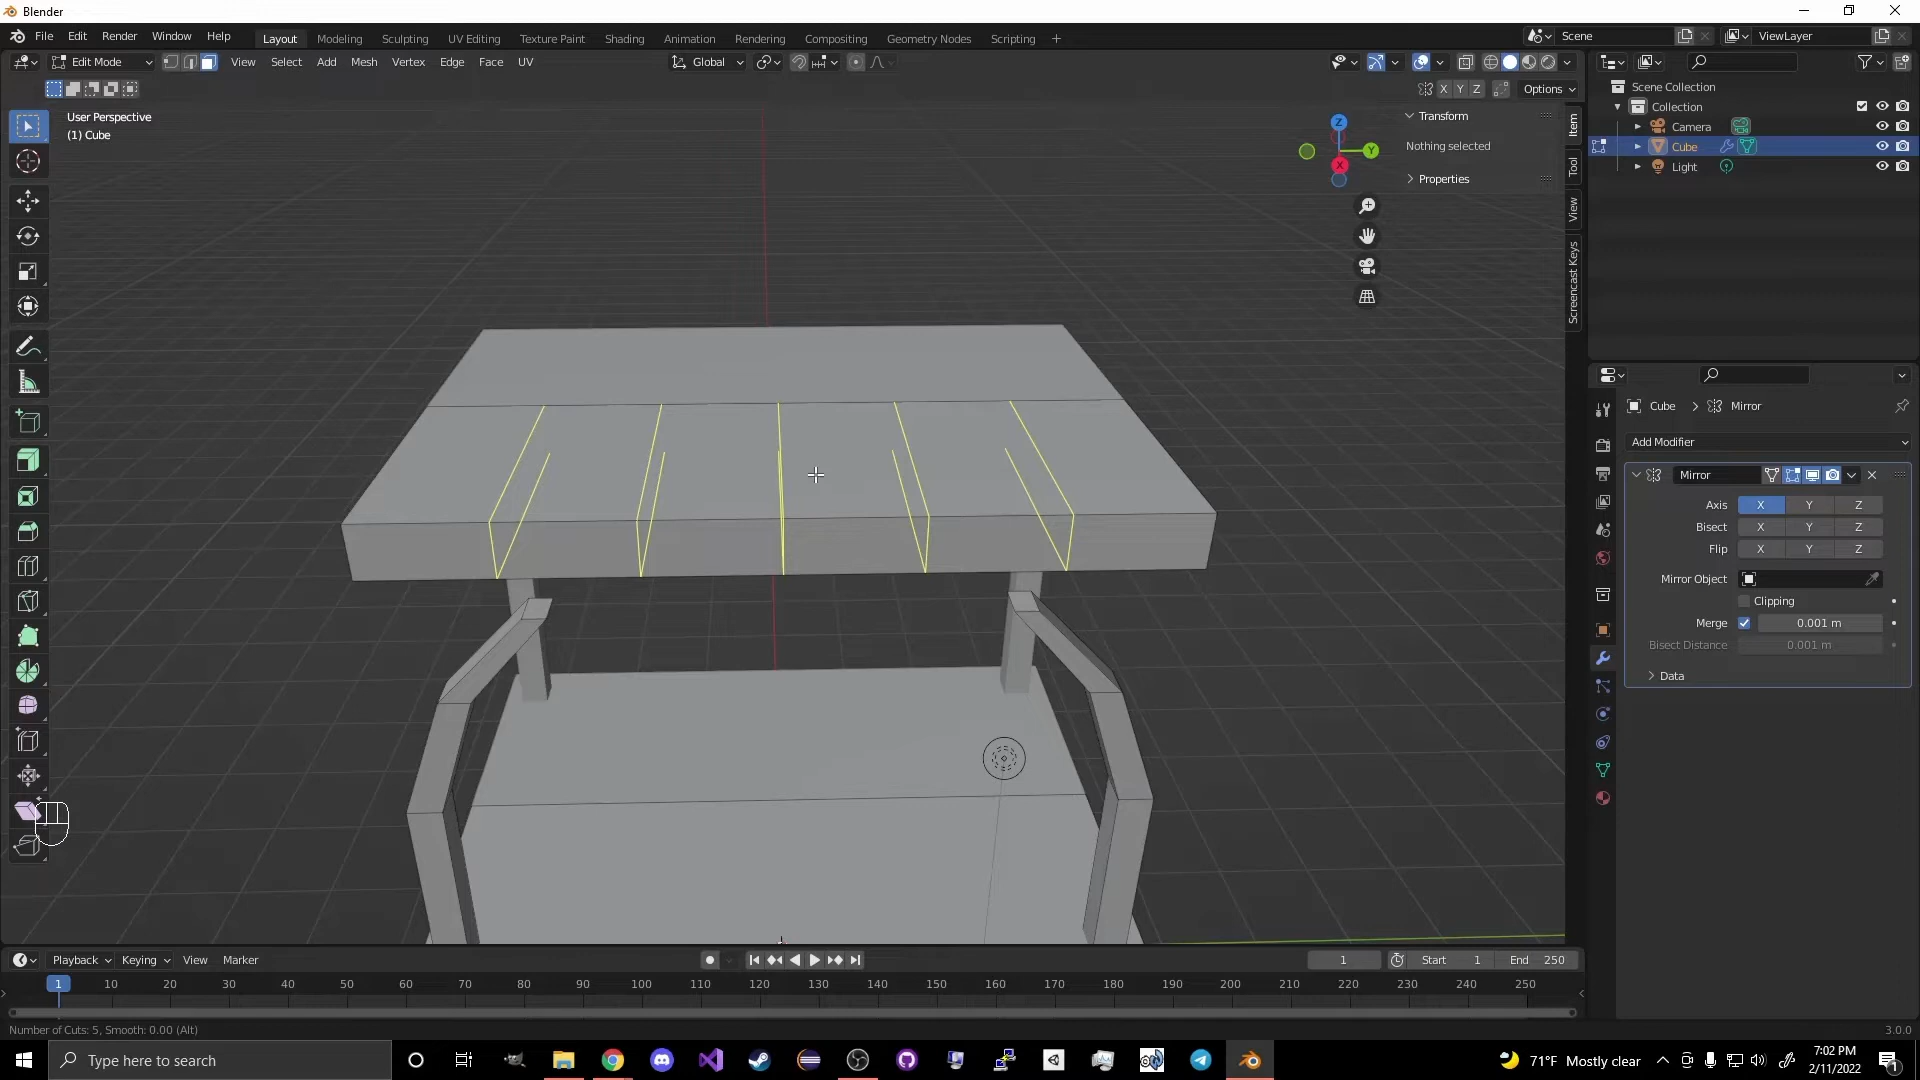 Blender
File Edit Render Window Help
Layout Modeling Sculpting UV Editing Texture Paint Shading Animation Rendering Compositing Geometry Nodes Scripting +
Scene
ViewLayer
Edit Mode
View Select Add Mesh Vertex Edge Face UV
Global
X Y Z
Options
User Perspective
(1) Cube
Z
Y
X
Transform
Nothing selected
Properties
Item
Tool
View
Screencast Keys
Scene Collection
Collection
Camera
Cube
Light
Cube > Mirror
Add Modifier
Mirror
Axis X Y Z
Bisect X Y Z
Flip X Y Z
Mirror Object
Clipping
Merge 0.001 m
Bisect Distance 0.001 m
Data
Playback Keying View Marker
1
Start 1
End 250
1 10 20 30 40 50 60 70 80 90 100 110 120 130 140 150 160 170 180 190 200 210 220 230 240 250
Number of Cuts: 5, Smooth: 0.00 (Alt)
3.0.0
Type here to search
71°F Mostly clear
7:02 PM
2/11/2022
1